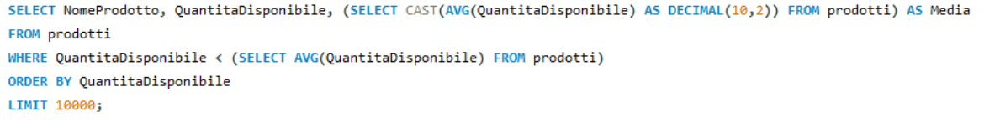 SELECT NomeProdotto, QuantitaDisponibile, (SELECT CAST(AVG(QuantitaDisponibile) AS DECIMAL(10,2)) FROM prodotti) AS Media
FROM prodotti
WHERE QuantitaDisponibile < (SELECT AVG(QuantitaDisponibile) FROM prodotti)
ORDER BY QuantitaDisponibile
LIMIT 10000;